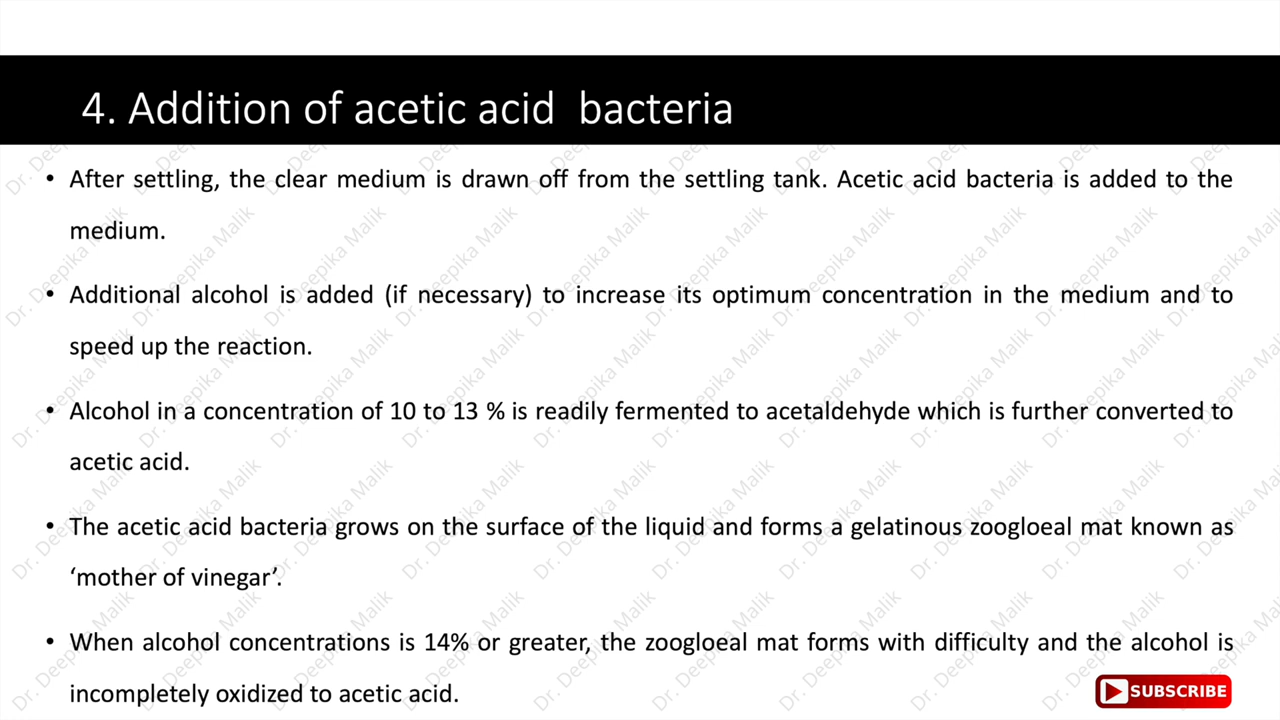 4. Addition of acetic acid bacteria
• After settling, the clear medium is drawn off from the settling tank. Acetic acid bacteria is added to the
medium.
• Additional alcohol is added (if necessary) to increase its optimum concentration in the medium and to
speed up the reaction.
• Alcohol in a concentration of 10 to 13 % is readily fermented to acetaldehyde which is further converted to
acetic acid.
• The acetic acid bacteria grows on the surface of the liquid and forms a gelatinous zoogloeal mat known as
‘mother of vinegar’.
• When alcohol concentrations is 14% or greater, the zoogloeal mat forms with difficulty and the alcohol is
incompletely oxidized to acetic acid.
SUBSCRIBE
Dr. Deepika Malik